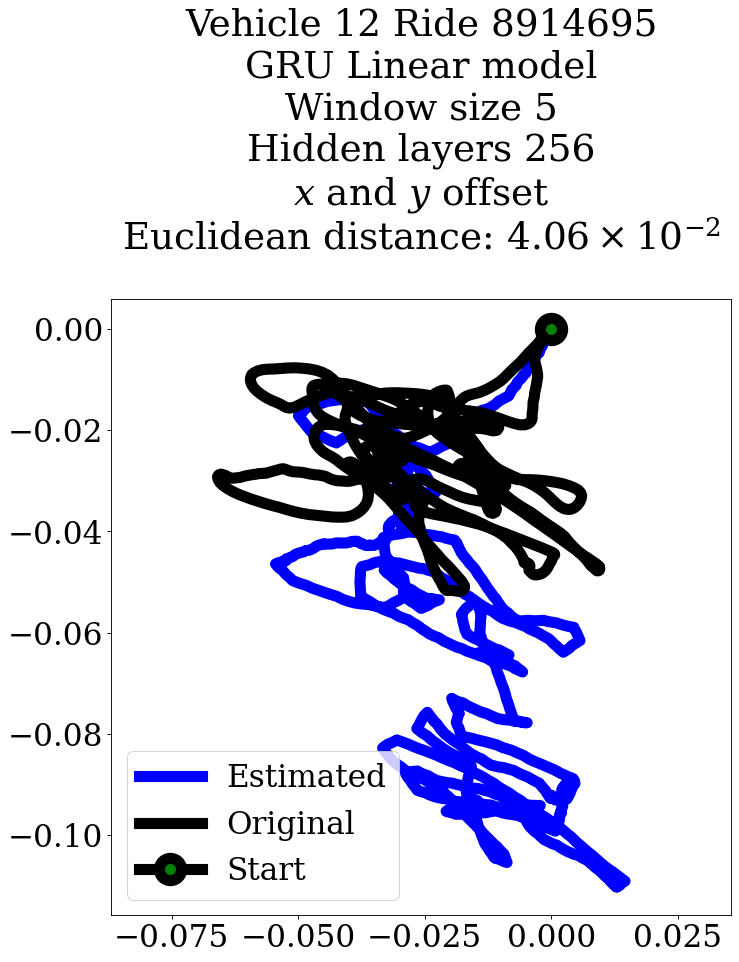 Vehicle 12 Ride 8914695
GRU Linear model
Window size 5
Hidden layers 256
x and y offset
Euclidean distance: 4.06 × 10⁻²
0.00
−0.02
−0.04
−0.06
−0.08
−0.10
Estimated
Original
Start
−0.075 −0.050 −0.025 0.000 0.025